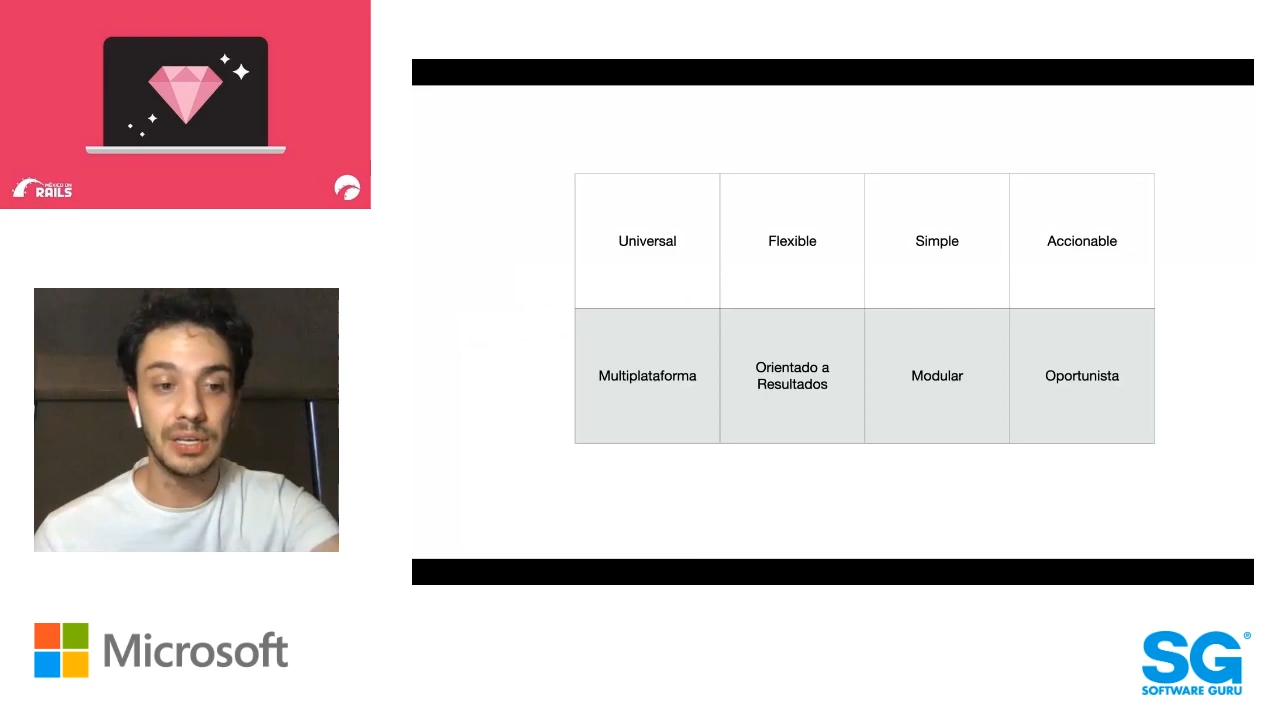 MÉXICO ON
RAILS
Universal
Flexible
Simple
Accionable
Multiplataforma
Orientado a
Resultados
Modular
Oportunista
Microsoft
SG®
SOFTWARE GURU